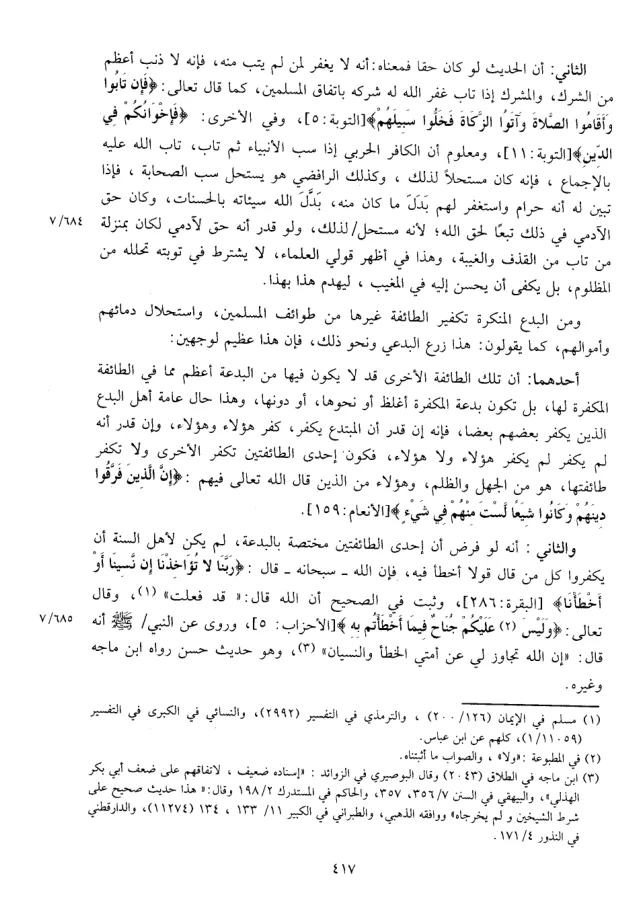 الثاني: أن الحديث لو كان حقا فمعناه: أنه لا يغفر لمن لم يتب منه، فإنه لا ذنب أعظم
من الشرك، والمشرك إذا تاب غفر الله له شركه باتفاق المسلمين، كما قال تعالى: ﴿فَإِن تَابُوا
وَأَقَامُوا الصَّلاةَ وَآتَوُا الزَّكَاةَ فَخَلُّوا سَبِيلَهُمْ﴾[التوبة:٥]، وفي الأخرى: ﴿فَإِخْوَانُكُمْ فِي
الدِّينِ﴾[التوبة:١١]، ومعلوم أن الكافر الحربي إذا سب الأنبياء ثم تاب، تاب الله عليه
بالإجماع ، فإنه كان مستحلاً لذلك ، وكذلك الرافضي هو يستحل سب الصحابة ، فإذا
تبين له أنه حرام واستغفر لهم بَدَلَ ما كان منه، بَدَّلَ الله سيئاته بالحسنات، وكان حق
الآدمي في ذلك تبعًا لحق الله؛ لأنه مستحل/ لذلك، ولو قدر أنه حق لآدمي لكان بمنزلة
٧/٦٨٤
من تاب من القذف والغيبة، وهذا في أظهر قولي العلماء، لا يشترط في توبته تحلله من
المظلوم، بل يكفى أن يحسن إليه في المغيب ، ليهدم هذا بهذا.
ومن البدع المنكرة تكفير الطائفة غيرها من طوائف المسلمين، واستحلال دمائهم
وأموالهم، كما يقولون: هذا زرع البدعي ونحو ذلك، فإن هذا عظيم لوجهين:
أحدهما: أن تلك الطائفة الأخرى قد لا يكون فيها من البدعة أعظم مما في الطائفة
المكفرة لها، بل تكون بدعة المكفرة أغلظ أو نحوها، أو دونها، وهذا حال عامة أهل البدع
الذين يكفر بعضهم بعضا، فإنه إن قدر أن المبتدع يكفر، كفر هؤلاء وهؤلاء، وإن قدر أنه
لم يكفر لم يكفر هؤلاء ولا هؤلاء، فكون إحدى الطائفتين تكفر الأخرى ولا تكفر
طائفتها، هو من الجهل والظلم، وهؤلاء من الذين قال الله تعالى فيهم :﴿إِنَّ الَّذِينَ فَرَّقُوا
دِينَهُمْ وَكَانُوا شِيَعًا لَّسْتَ مِنْهُمْ فِي شَيْءٍ﴾[الأنعام:١٥٩].
والثاني : أنه لو فرض أن إحدى الطائفتين مختصة بالبدعة، لم يكن لأهل السنة أن
يكفروا كل من قال قولا أخطأ فيه، فإن الله ـ سبحانه ـ قال :﴿رَبَّنَا لا تُؤَاخِذْنَا إِن نَّسِينَا أَوْ
أَخْطَأْنَا﴾ [البقرة:٢٨٦]، وثبت في الصحيح أن الله قال:« قد فعلت» (١)، وقال
تعالى:﴿وَلَيْسَ (٢) عَلَيْكُمْ جُنَاحٌ فِيمَا أَخْطَأْتُم بِهِ ﴾[الأحزاب: ٥]، وروى عن النبي/ ﷺ أنه
٧/٦٨٥
قال: «إن الله تجاوز لي عن أمتي الخطأ والنسيان» (٣)، وهو حديث حسن رواه ابن ماجه
وغيره.
(١) مسلم في الإيمان (١٢٦/ ٢٠٠) ، والترمذي في التفسير (٢٩٩٢)، والنسائي في الكبرى في التفسير
(١/١١٠٥٩)، كلهم عن ابن عباس.
(٢) في المطبوعة :«ولا» ، والصواب ما أثبتناه.
(٣) ابن ماجه في الطلاق (٢٠٤٣) وقال البوصيري في الزوائد : «إسناده ضعيف ، لاتفاقهم على ضعف أبي بكر
الهذلي»، والبيهقي في السنن ٣٥٦/٧، ٣٥٧، والحاكم في المستدرك ١٩٨/٢ وقال:« هذا حديث صحيح على
شرط الشيخين و لم يخرجاه» ووافقه الذهبي، والطبراني في الكبير ١١/ ١٣٣ ، ١٣٤ (١١٢٧٤)، والدارقطني
في النذور ١٧١/٤ .
٤١٧